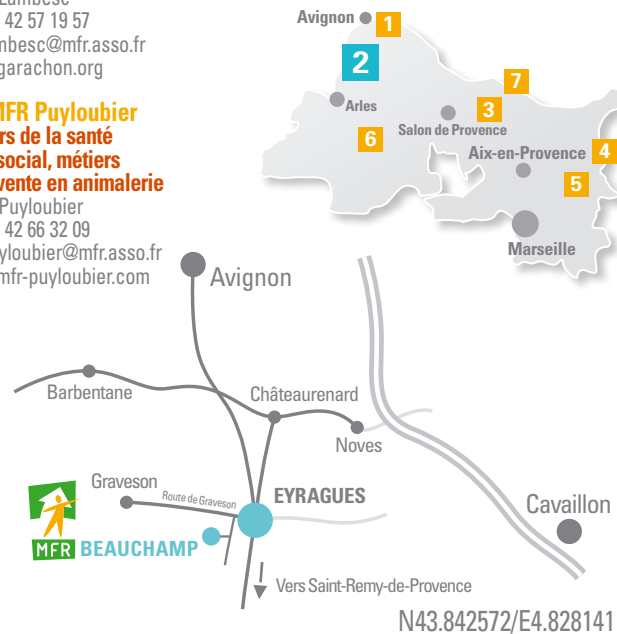 42 57 19 57
mbesc@mfr.asso.fr
garachon.org
MFR Puyloubier
rs de la santé
social, métiers
vente en animalerie
Puyloubier
42 66 32 09
yloubier@mfr.asso.fr
mfr-puyloubier.com
Avignon
1
2
Arles
7
3
Salon de Provence
6
Aix-en-Provence
4
5
Marseille
Avignon
Barbentane
Châteaurenard
Noves
Graveson
Route de Graveson
EYRAGUES
Cavaillon
MFR BEAUCHAMP
Vers Saint-Remy-de-Provence
N43.842572/E4.828141